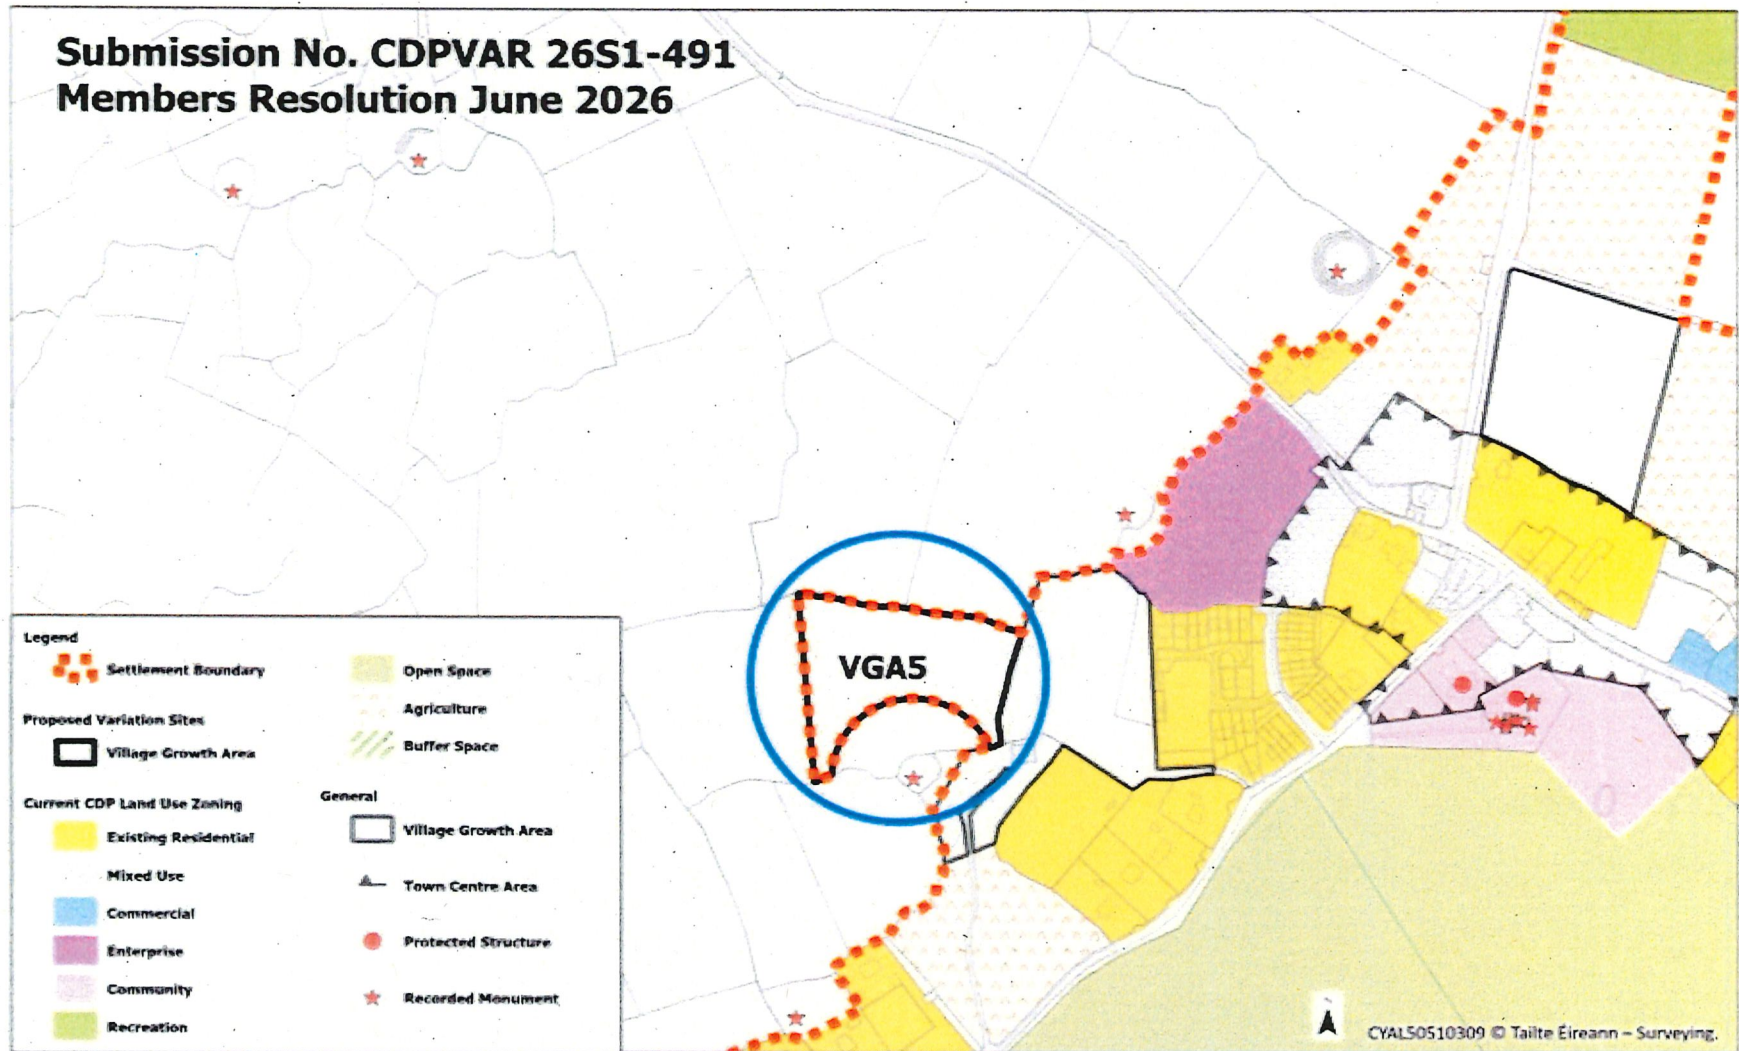 Submission No. CDPVAR 26S1-491
Members Resolution June 2026
VGA5
Legend
Settlement Boundary
Proposed Variation Sites
Village Growth Area
Current CDP Land Use Zoning
Existing Residential
Mixed Use
Commercial
Enterprise
Community
Recreation
Open Space
Agriculture
Buffer Space
General
Village Growth Area
Town Centre Area
Protected Structure
Recorded Monument
CYAL50510309 © Tailte Éireann – Surveying.